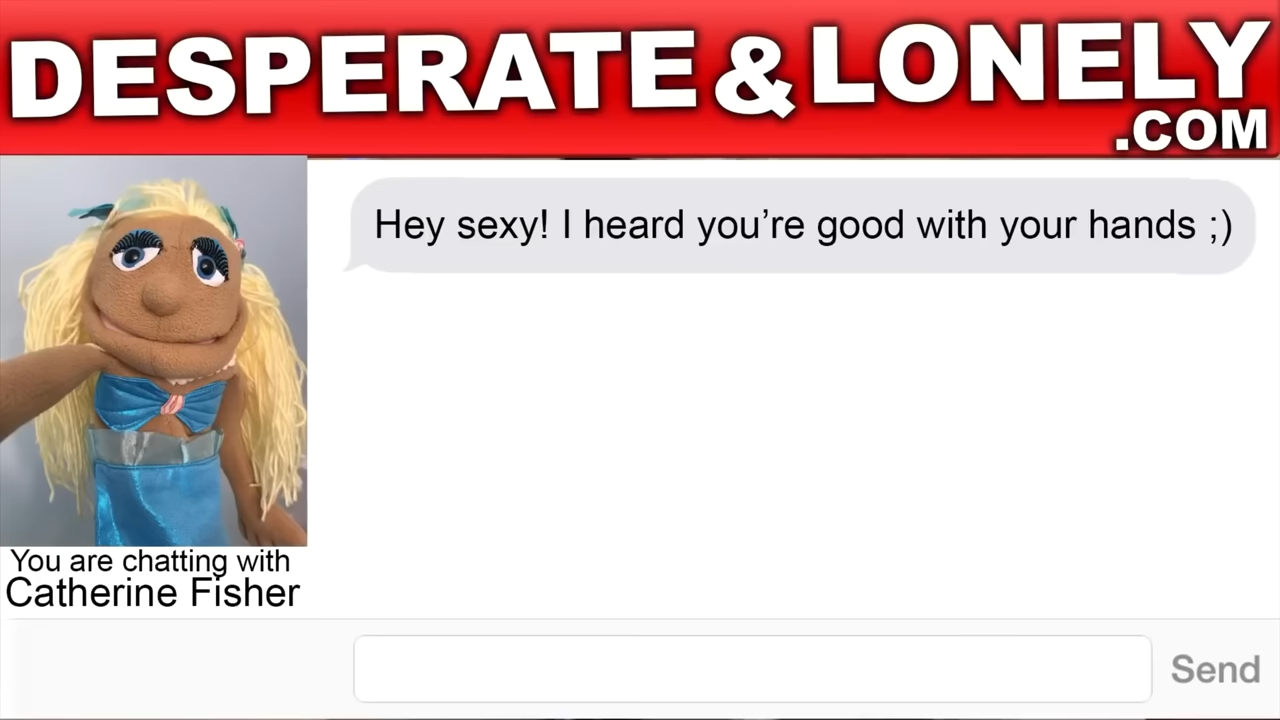 DESPERATE&LONELY
.COM
Hey sexy! I heard you’re good with your hands ;)
You are chatting with
Catherine Fisher
Send